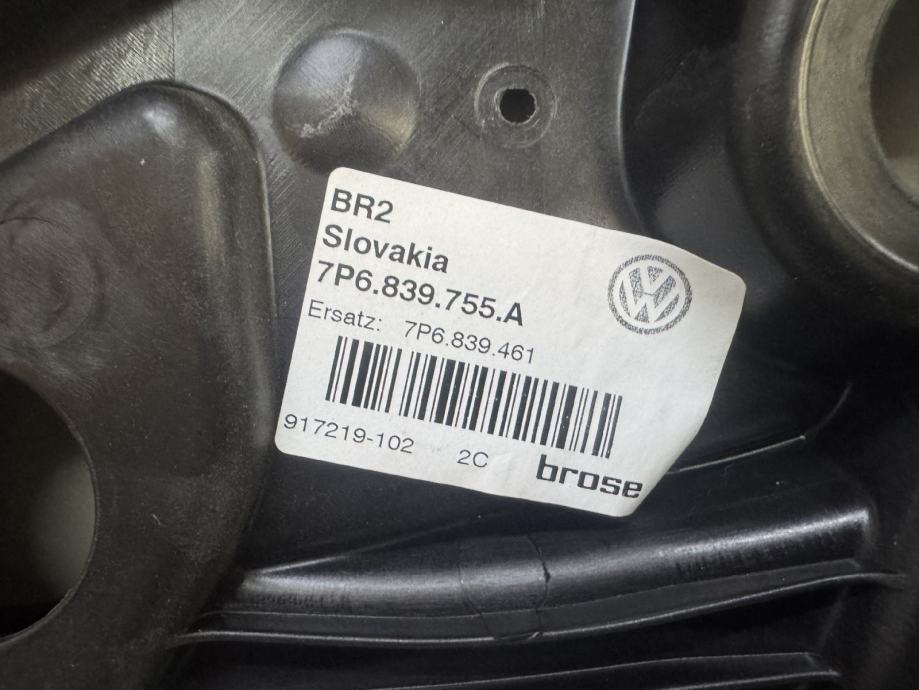 BR2
Slovakia
7P6.839.755.A
Ersatz: 7P6.839.461
917219-102 2C brose